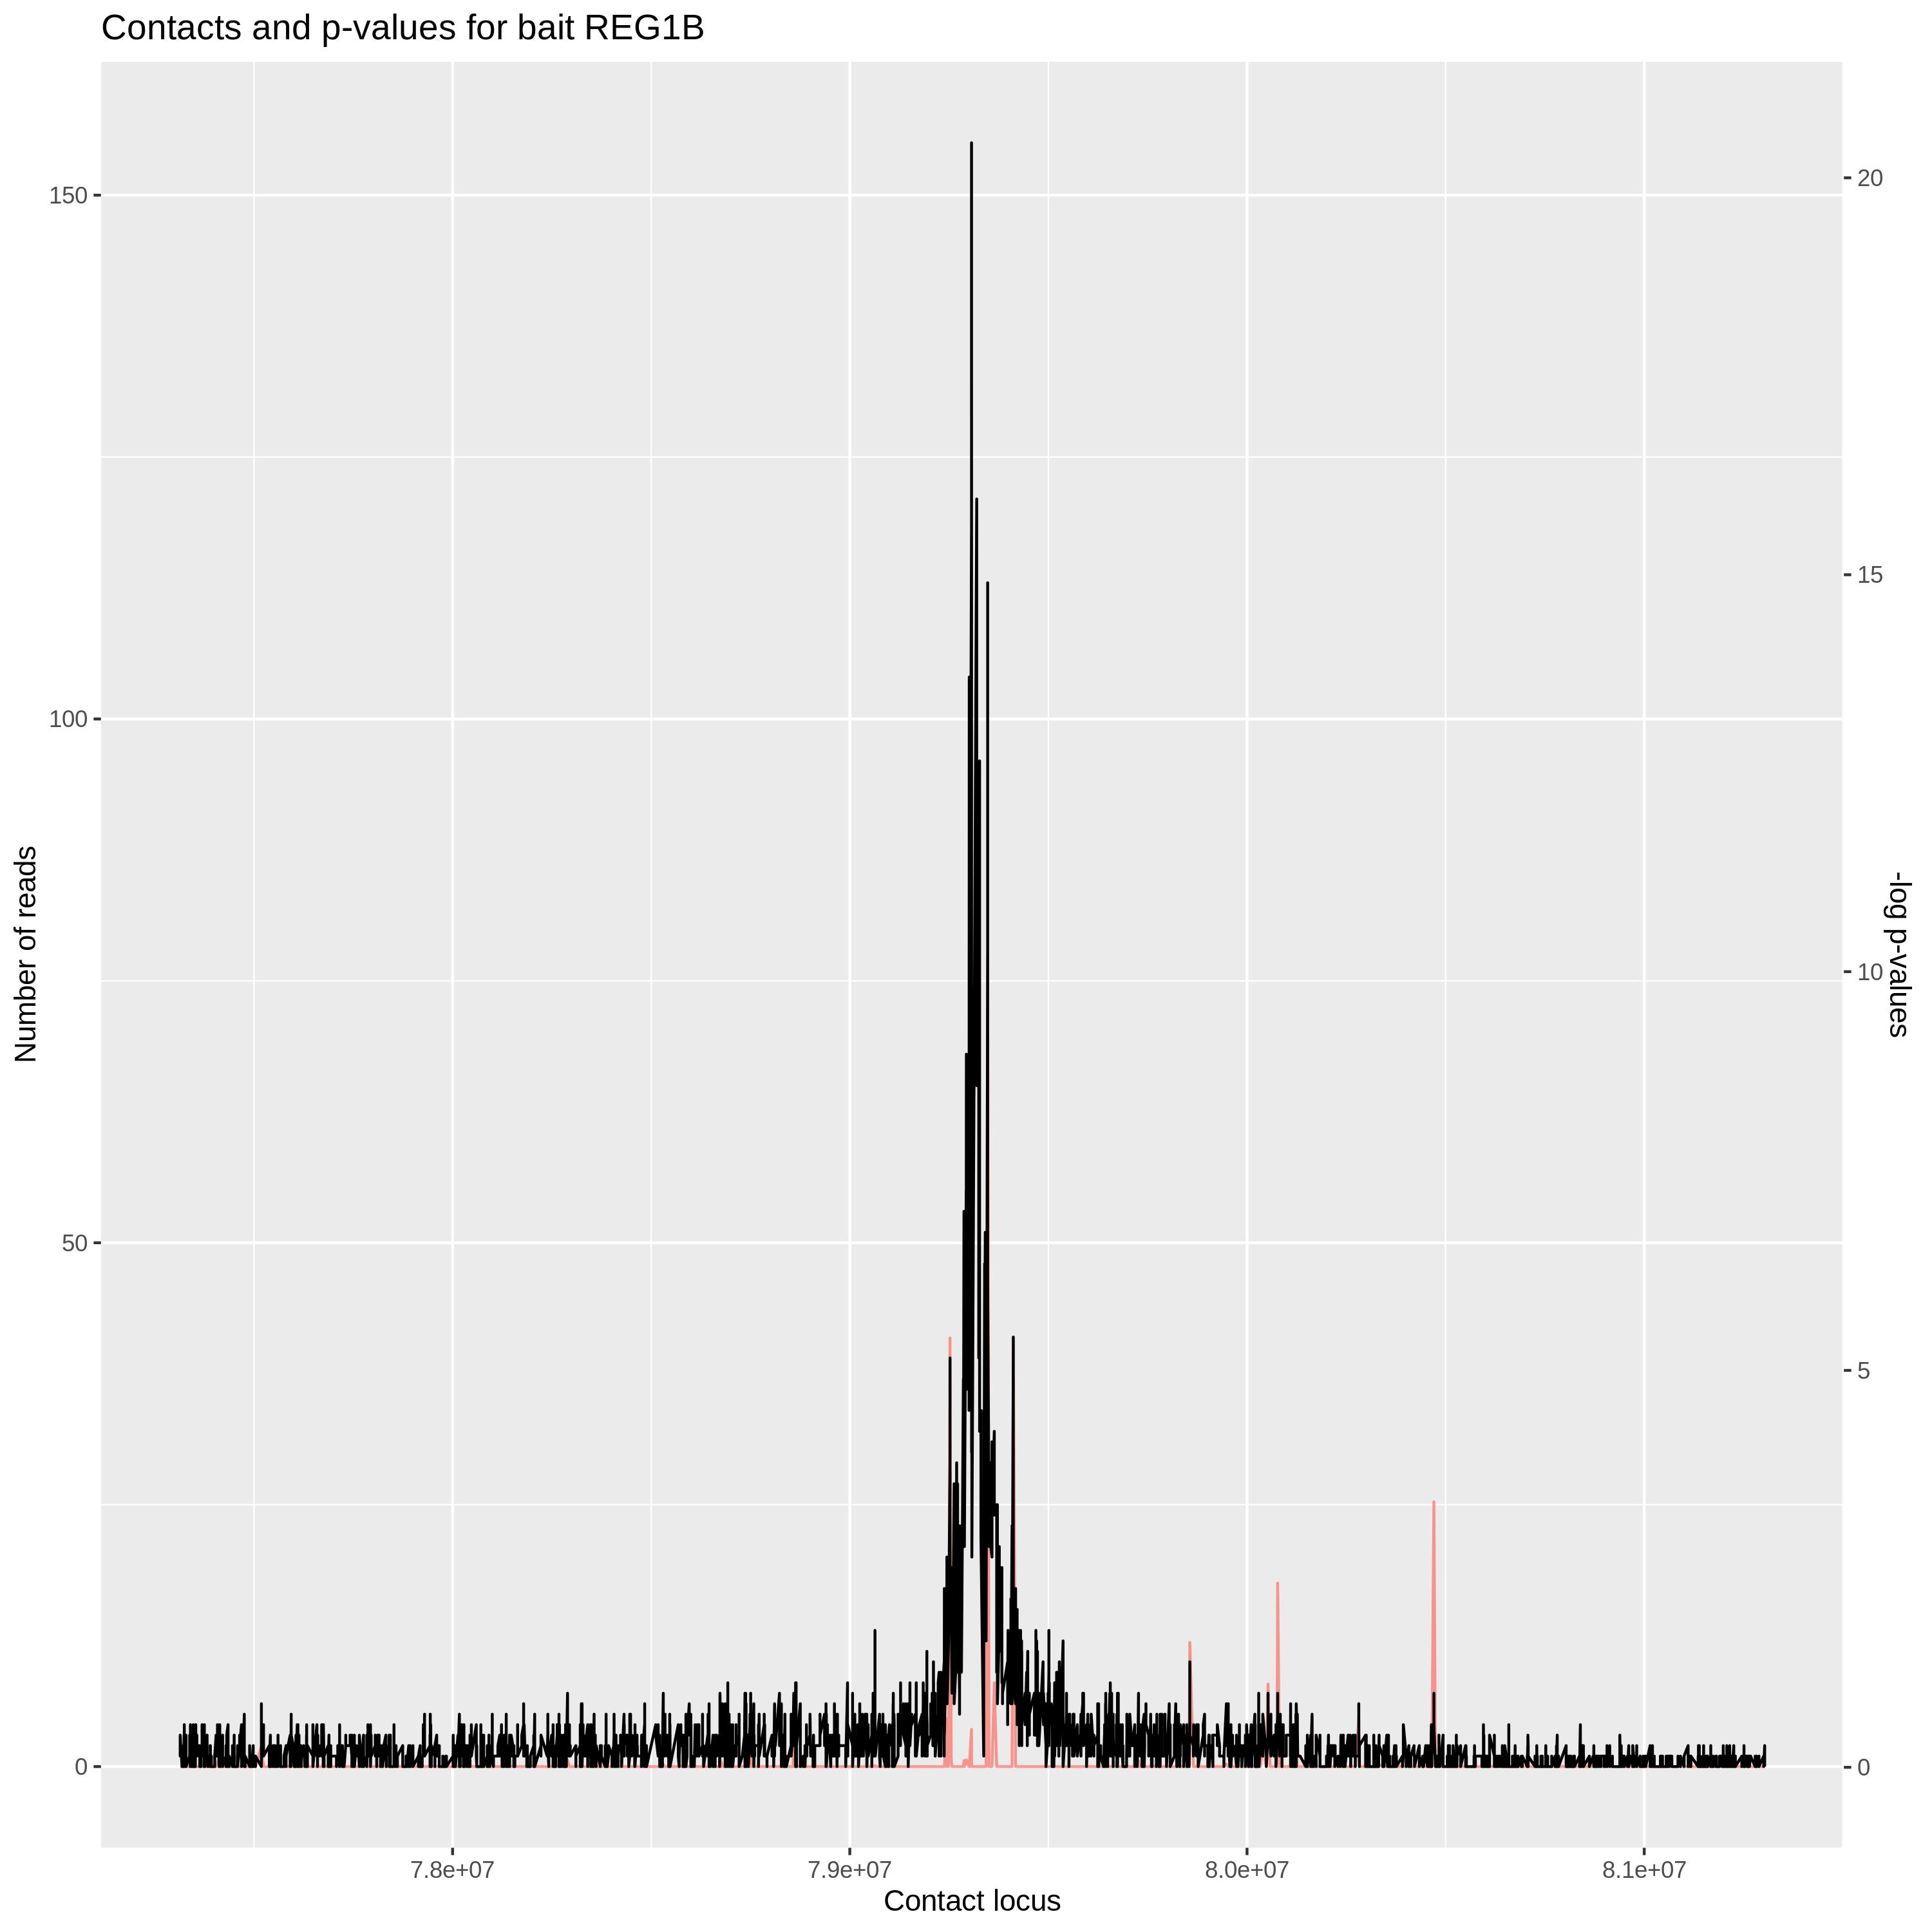 Contacts and p-values for bait REG1B
150
100
50
0
Number of reads
20
15
10
5
0
-log p-values
7.8e+07
7.9e+07
8.0e+07
8.1e+07
Contact locus